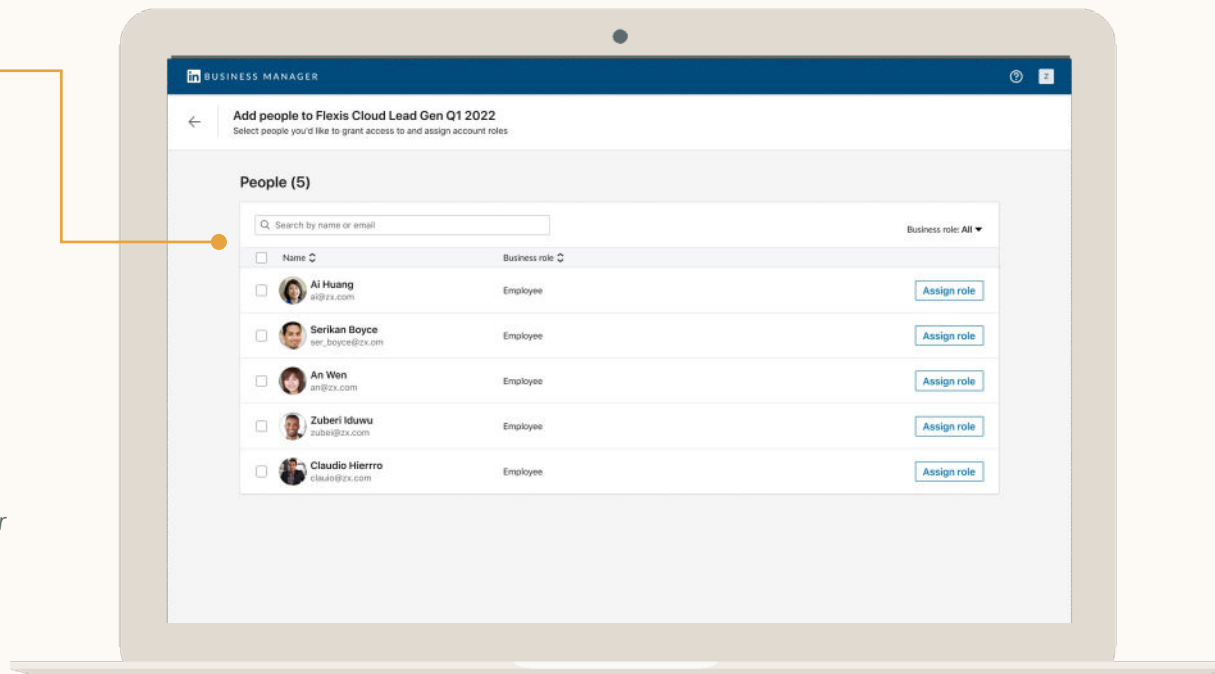 in BUSINESS MANAGER
Z
Add people to Flexis Cloud Lead Gen Q1 2022
Select people you'd like to grant access to and assign account roles
People (5)
Search by name or email
Business role: All
Name
Business role
Ai Huang
ai@zx.com
Employee
Assign role
Serikan Boyce
ser_boyce@zx.om
Employee
Assign role
An Wen
an@zx.com
Employee
Assign role
Zuberi Iduwu
zubei@zx.com
Employee
Assign role
Claudio Hierrro
clauio@zx.com
Employee
Assign role
r